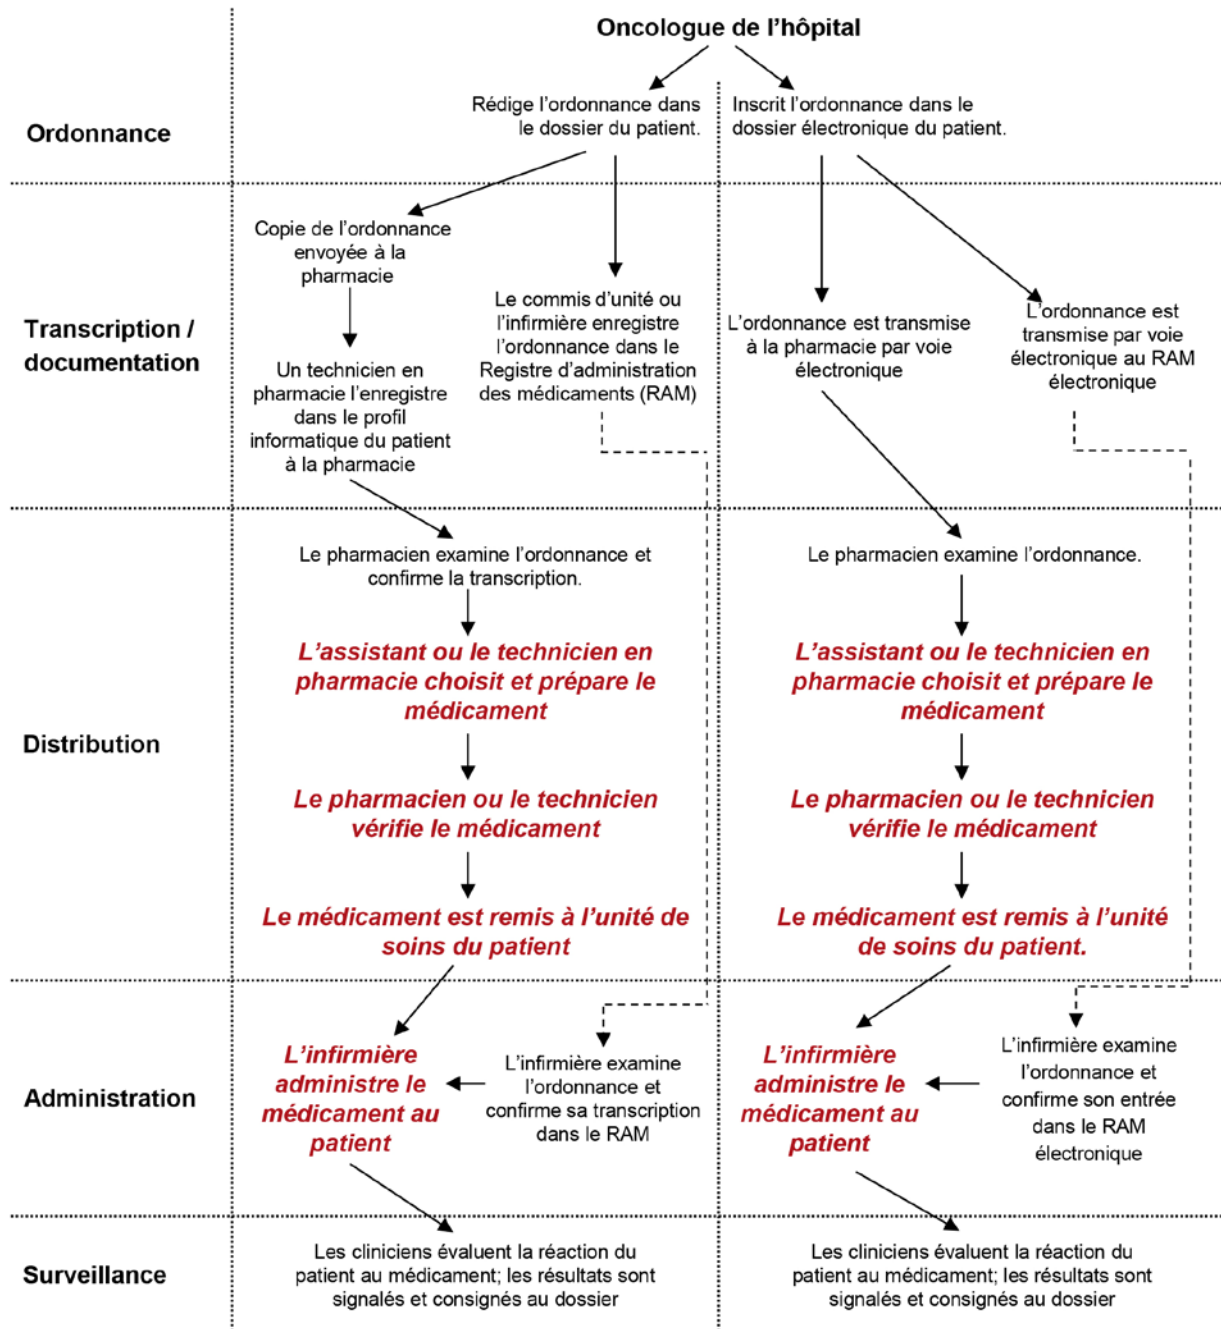 Oncologue de l'hôpital
Ordonnance
Rédige l'ordonnance dans
le dossier du patient.
Inscrit l'ordonnance dans le
dossier électronique du patient.
Transcription /
documentation
Copie de l'ordonnance
envoyée à la
pharmacie
Un technicien en
pharmacie l'enregistre
dans le profil
informatique du patient
à la pharmacie
Le commis d'unité ou
l'infirmière enregistre
l'ordonnance dans le
Registre d'administration
des médicaments (RAM)
L'ordonnance est transmise
à la pharmacie par voie
électronique
L'ordonnance est
transmise par voie
électronique au RAM
électronique
Distribution
Le pharmacien examine l'ordonnance et
confirme la transcription.
L'assistant ou le technicien en
pharmacie choisit et prépare le
médicament
Le pharmacien ou le technicien
vérifie le médicament
Le médicament est remis à l'unité de
soins du patient
Le pharmacien examine l'ordonnance.
L'assistant ou le technicien en
pharmacie choisit et prépare le
médicament
Le pharmacien ou le technicien
vérifie le médicament
Le médicament est remis à l'unité
de soins du patient.
Administration
L'infirmière
administre le
médicament au
patient
L'infirmière examine
l'ordonnance et
confirme sa transcription
dans le RAM
L'infirmière
administre le
médicament au
patient
L'infirmière examine
l'ordonnance et
confirme son entrée
dans le RAM
électronique
Surveillance
Les cliniciens évaluent la réaction du
patient au médicament; les résultats sont
signalés et consignés au dossier
Les cliniciens évaluent la réaction du
patient au médicament; les résultats sont
signalés et consignés au dossier